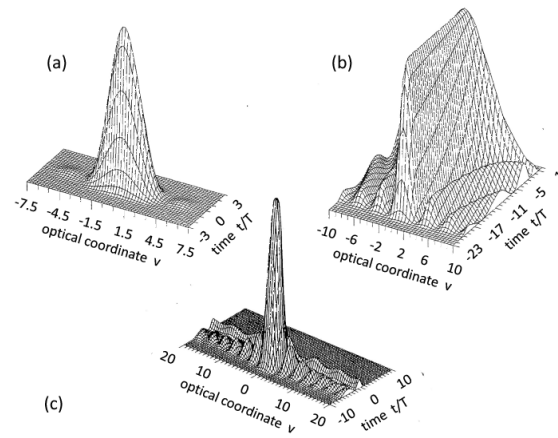 (a)
-7.5 -4.5 -1.5 1.5 4.5 7.5
optical coordinate v
-3 0 3
time t/T
(b)
-10 -6 -2 2 6 10
optical coordinate v
-23 -17 -11 -5
time t/T
(c)
20 10 0 10 20
optical coordinate v
-10 0 10
time t/T